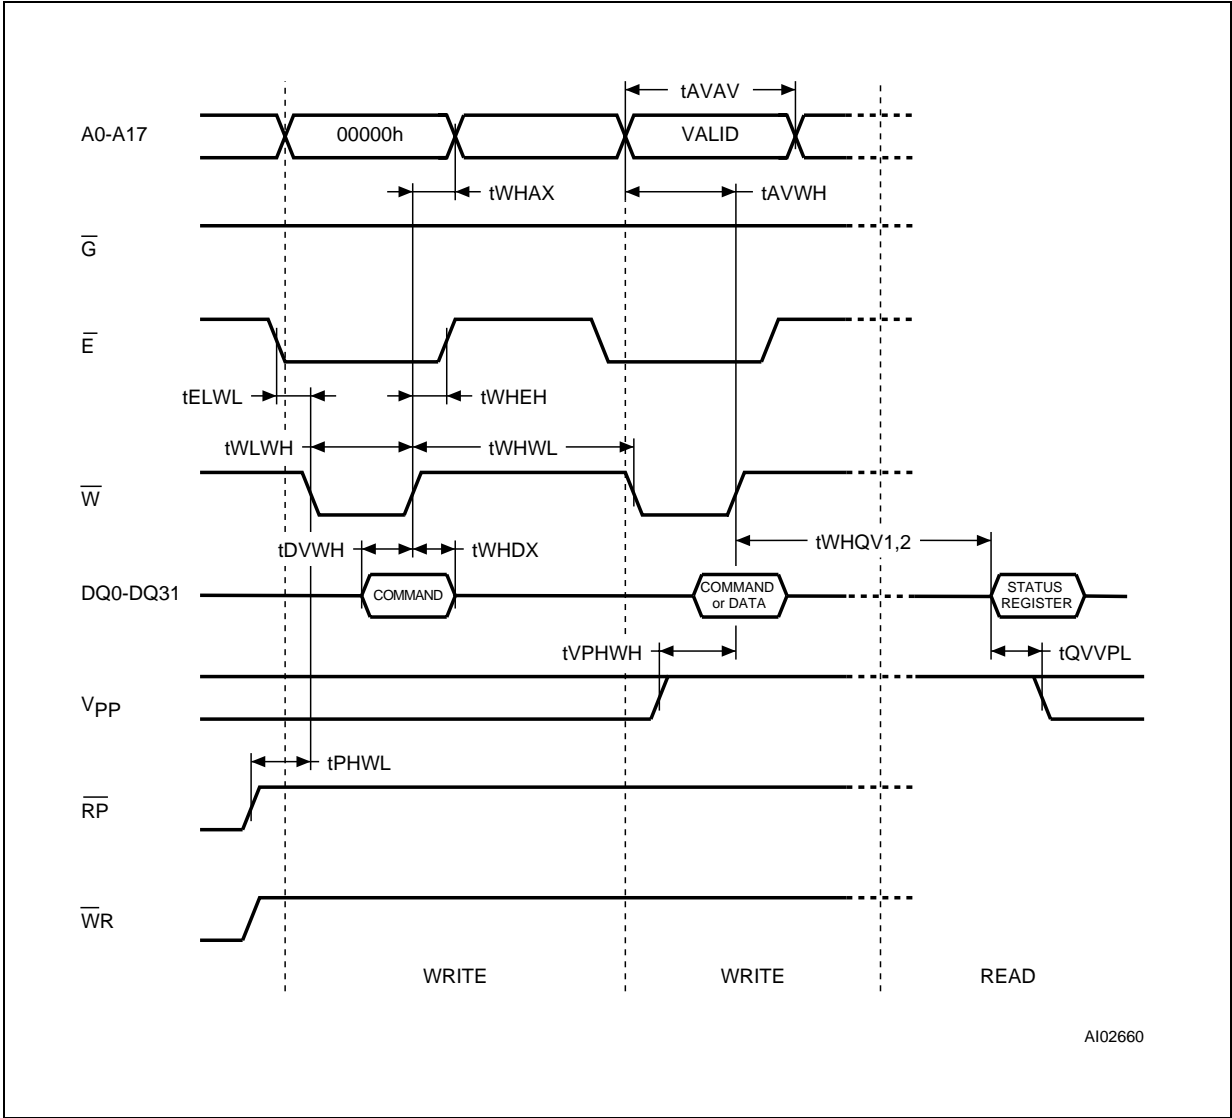 tAVAV
A0-A17 00000h VALID
tWHAX tAVWH
G
E
tELWL tWHEH
tWLWH tWHWL
W
tDVWH tWHDX tWHQV1,2
DQ0-DQ31 COMMAND COMMAND or DATA STATUS REGISTER
tVPHWH tQVVPL
VPP
tPHWL
RP
WR
WRITE WRITE READ
AI02660